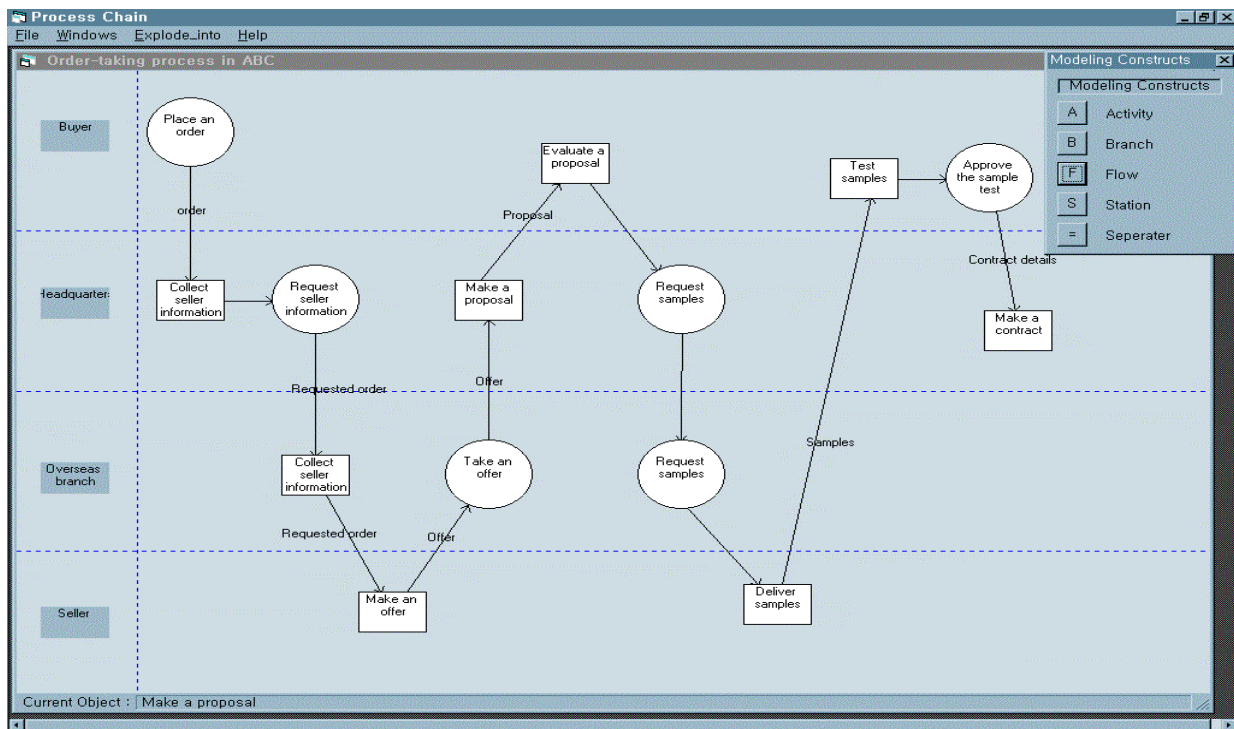 Process Chain
File Windows Explode_into Help
Order-taking process in ABC
Modeling Constructs
Modeling Constructs
A Activity
B Branch
F Flow
S Station
= Seperater
Buyer
Place an
order
Evaluate a
proposal
Test
samples
Approve
the sample
test
order
Proposal
Contract details
Headquarters
Collect
seller
information
Request
seller
information
Make a
proposal
Request
samples
Make a
contract
Requested order
Offer
Samples
Overseas
branch
Collect
seller
information
Take an
offer
Request
samples
Requested order
Offer
Seller
Make an
offer
Deliver
samples
Current Object : Make a proposal